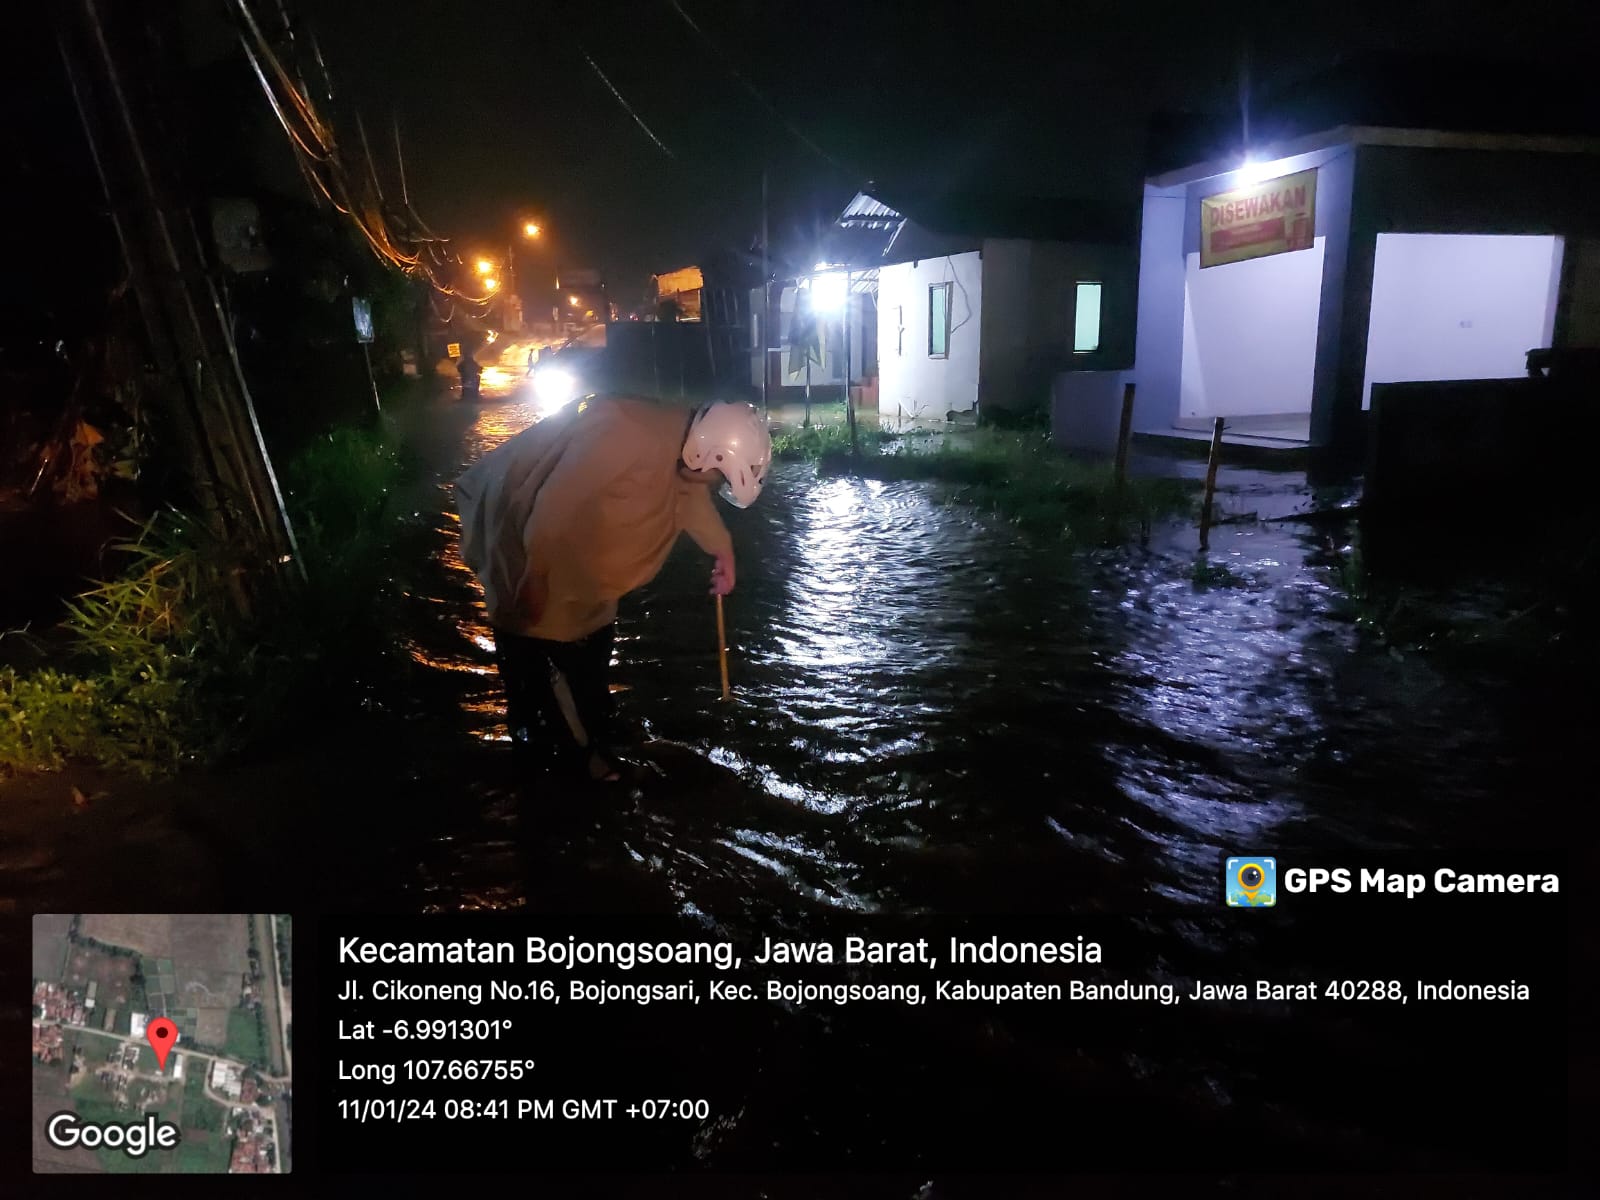 DISEWAKAN
GPS Map Camera
Kecamatan Bojongsoang, Jawa Barat, Indonesia
Jl. Cikoneng No.16, Bojongsari, Kec. Bojongsoang, Kabupaten Bandung, Jawa Barat 40288, Indonesia
Lat -6.991301°
Long 107.66755°
11/01/24 08:41 PM GMT +07:00
Google